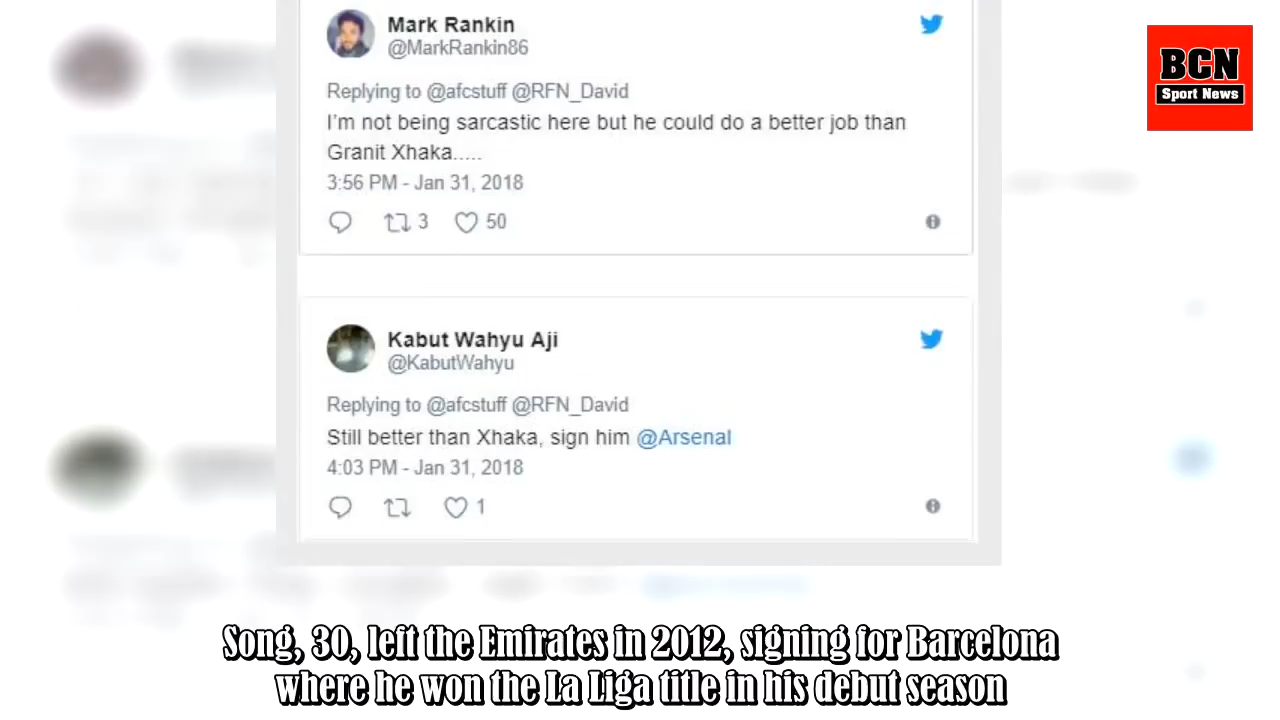 Mark Rankin
@MarkRankin86
BCN
Sport News
Replying to @afcstuff @RFN_David
I'm not being sarcastic here but he could do a better job than
Granit Xhaka.....
3:56 PM - Jan 31, 2018
3 50
Kabut Wahyu Aji
@KabutWahyu
Replying to @afcstuff @RFN_David
Still better than Xhaka, sign him @Arsenal
4:03 PM - Jan 31, 2018
1
Song, 30, left the Emirates in 2012, signing for Barcelona
where he won the La Liga title in his debut season